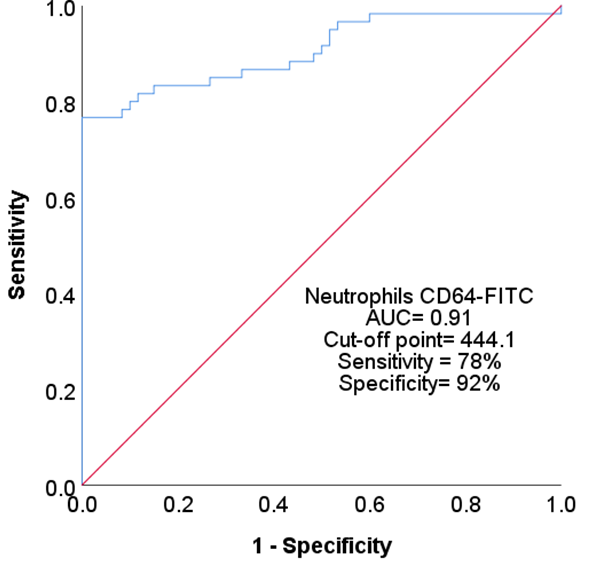 1.0
0.8
0.6
0.4
0.2
0.0
Sensitivity
Neutrophils CD64-FITC
AUC= 0.91
Cut-off point= 444.1
Sensitivity = 78%
Specificity= 92%
0.0 0.2 0.4 0.6 0.8 1.0
1 - Specificity